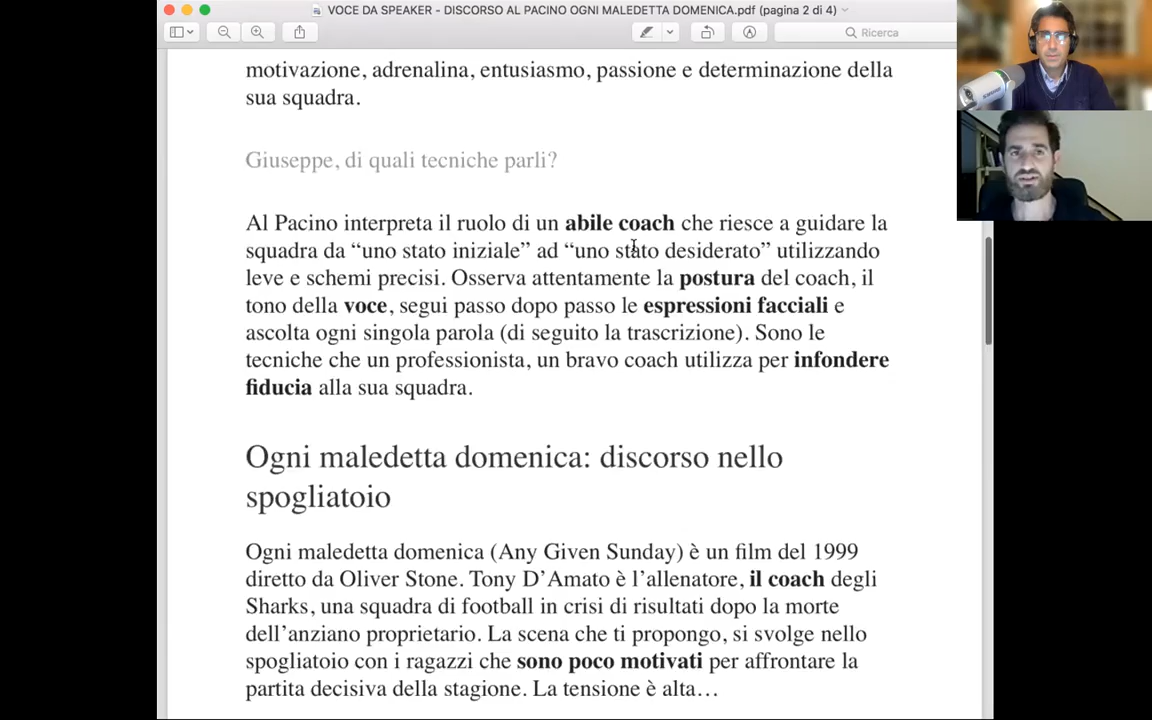 VOCE DA SPEAKER - DISCORSO AL PACINO OGNI MALEDETTA DOMENICA.pdf (pagina 2 di 4)
Ricerca
motivazione, adrenalina, entusiasmo, passione e determinazione della
sua squadra.
Giuseppe, di quali tecniche parli?
Al Pacino interpreta il ruolo di un abile coach che riesce a guidare la
squadra da “uno stato iniziale” ad “uno stato desiderato” utilizzando
leve e schemi precisi. Osserva attentamente la postura del coach, il
tono della voce, segui passo dopo passo le espressioni facciali e
ascolta ogni singola parola (di seguito la trascrizione). Sono le
tecniche che un professionista, un bravo coach utilizza per infondere
fiducia alla sua squadra.
Ogni maledetta domenica: discorso nello
spogliatoio
Ogni maledetta domenica (Any Given Sunday) è un film del 1999
diretto da Oliver Stone. Tony D’Amato è l’allenatore, il coach degli
Sharks, una squadra di football in crisi di risultati dopo la morte
dell’anziano proprietario. La scena che ti propongo, si svolge nello
spogliatoio con i ragazzi che sono poco motivati per affrontare la
partita decisiva della stagione. La tensione è alta…